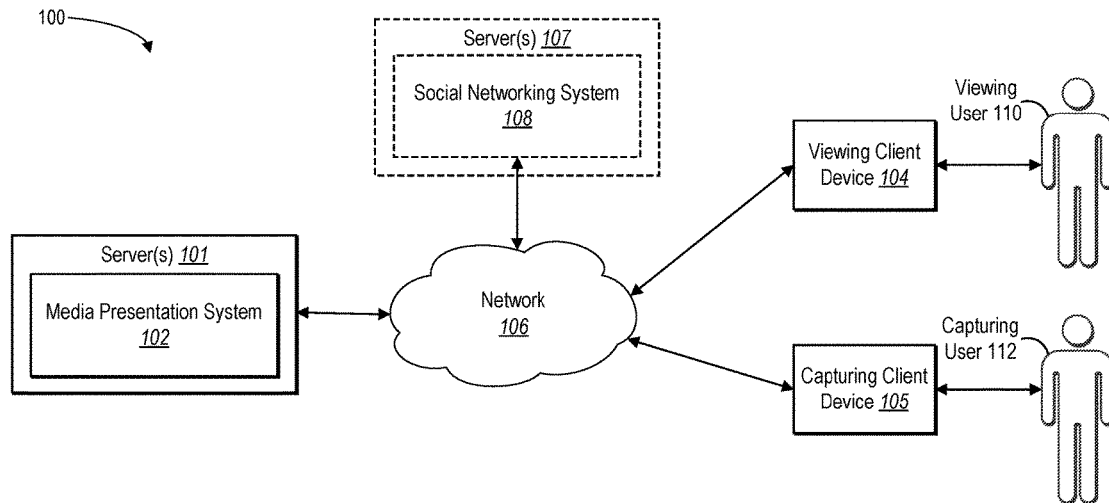 100
Server(s) 107
Social Networking System
108
Viewing
User 110
Viewing Client
Device 104
Server(s) 101
Media Presentation System
102
Network
106
Capturing
User 112
Capturing Client
Device 105